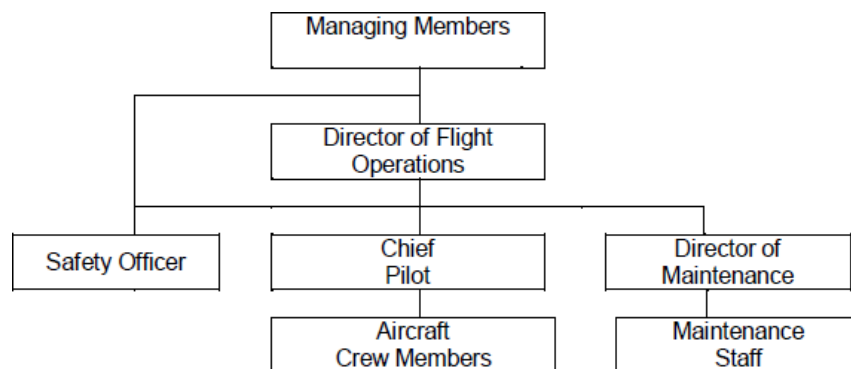 Managing Members
Director of Flight
Operations
Safety Officer
Chief
Pilot
Director of
Maintenance
Aircraft
Crew Members
Maintenance
Staff